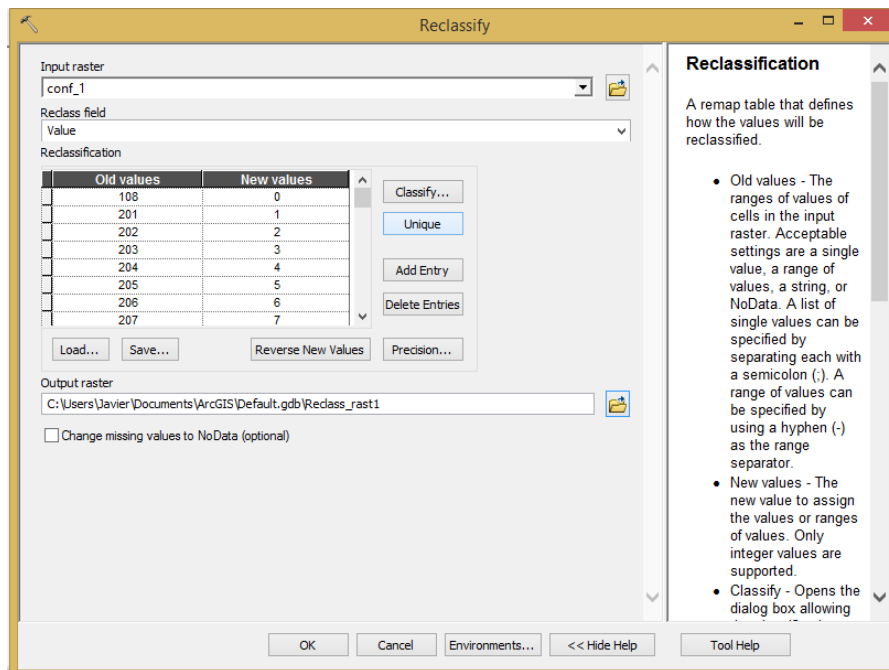 Reclassify
Input raster
conf_1
Reclass field
Value
Reclassification
Old values New values
108 0
201 1
202 2
203 3
204 4
205 5
206 6
207 7
Classify...
Unique
Add Entry
Delete Entries
Load... Save... Reverse New Values Precision...
Output raster
C:\Users\Javier\Documents\ArcGIS\Default.gdb\Reclass_rast1
Change missing values to NoData (optional)
Reclassification
A remap table that defines
how the values will be
reclassified.
• Old values - The
ranges of values of
cells in the input
raster. Acceptable
settings are a single
value, a range of
values, a string, or
NoData. A list of
single values can be
specified by
separating each with
a semicolon (;). A
range of values can
be specified by
using a hyphen (-)
as the range
separator.
• New values - The
new value to assign
the values or ranges
of values. Only
integer values are
supported.
• Classify - Opens the
dialog box allowing
OK Cancel Environments... << Hide Help Tool Help